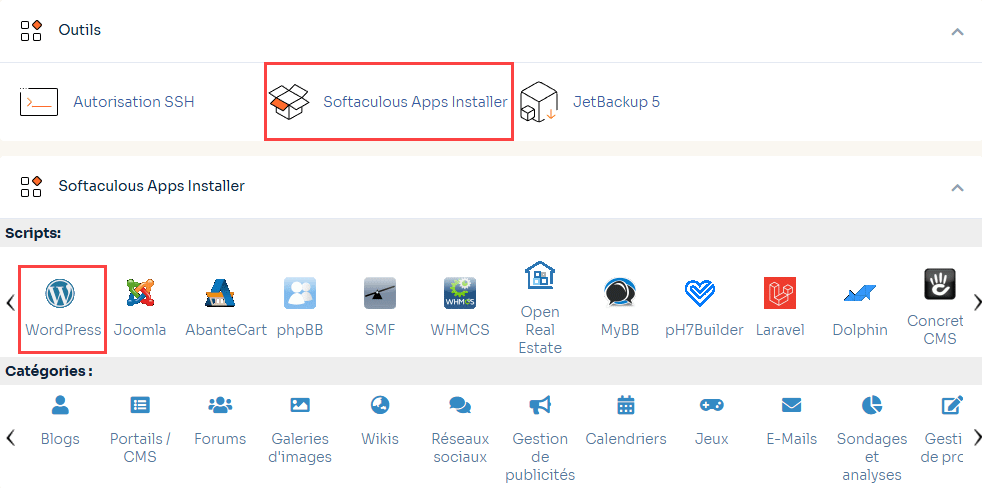 Outils
Autorisation SSH
Softaculous Apps Installer
JetBackup 5
Softaculous Apps Installer
Scripts:
WordPress
Joomla
AbanteCart
phpBB
SMF
WHMCS
WHMCS
Open
Real
Estate
MyBB
pH7Builder
Laravel
Dolphin
Concret
CMS
Catégories :
Blogs
Portails /
CMS
Forums
Galeries
d'images
Wikis
Réseaux
sociaux
Gestion
de
publicités
Calendriers
Jeux
E-Mails
Sondages
et
analyses
Gesti
de pro